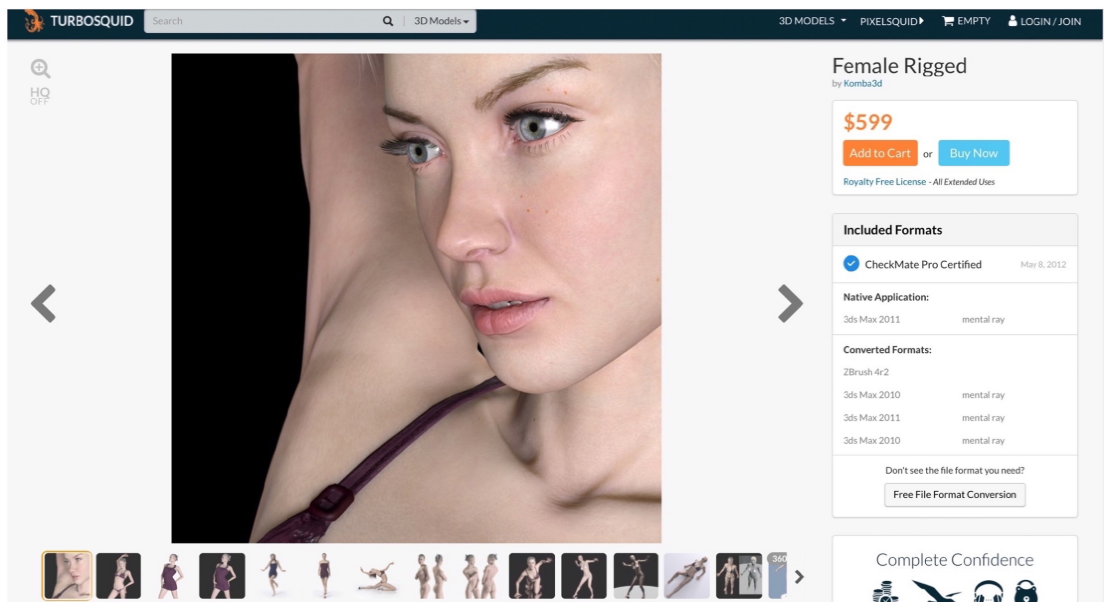 TURBOSQUID
Search
3D Models
3D MODELS
PIXELSQUID
EMPTY
LOGIN / JOIN
HQ
OFF
Female Rigged
by Komba3d
$599
Add to Cart or Buy Now
Royalty Free License - All Extended Uses
Included Formats
CheckMate Pro Certified May 8, 2012
Native Application:
3ds Max 2011 mental ray
Converted Formats:
ZBrush 4r2
3ds Max 2010 mental ray
3ds Max 2011 mental ray
3ds Max 2010 mental ray
Don't see the file format you need?
Free File Format Conversion
360
Complete Confidence